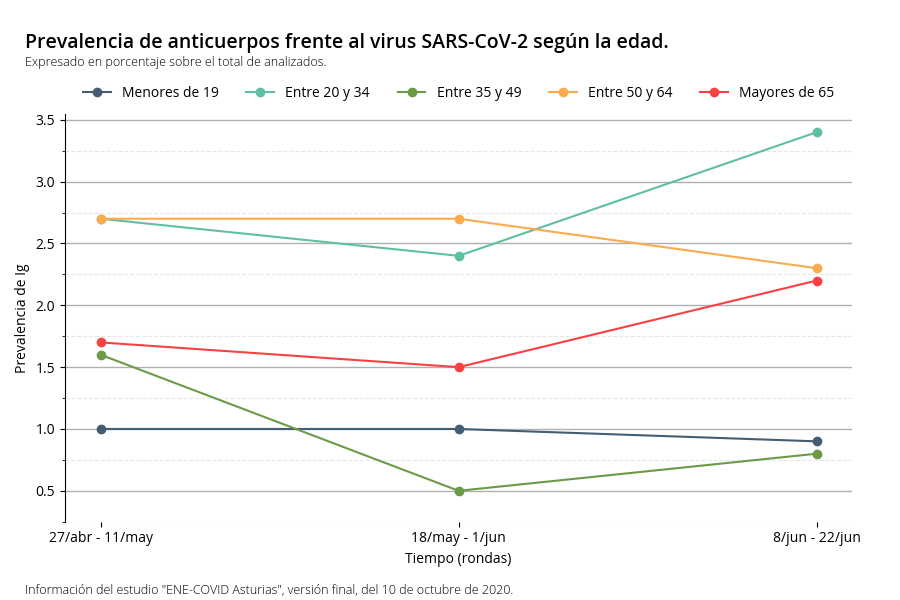 Prevalencia de anticuerpos frente al virus SARS-CoV-2 según la edad.
Expresado en porcentaje sobre el total de analizados.
Menores de 19 Entre 20 y 34 Entre 35 y 49 Entre 50 y 64 Mayores de 65
3.5
3.0
2.5
2.0
1.5
1.0
0.5
Prevalencia de Ig
27/abr - 11/may 18/may - 1/jun 8/jun - 22/jun
Tiempo (rondas)
Información del estudio "ENE-COVID Asturias", versión final, del 10 de octubre de 2020.